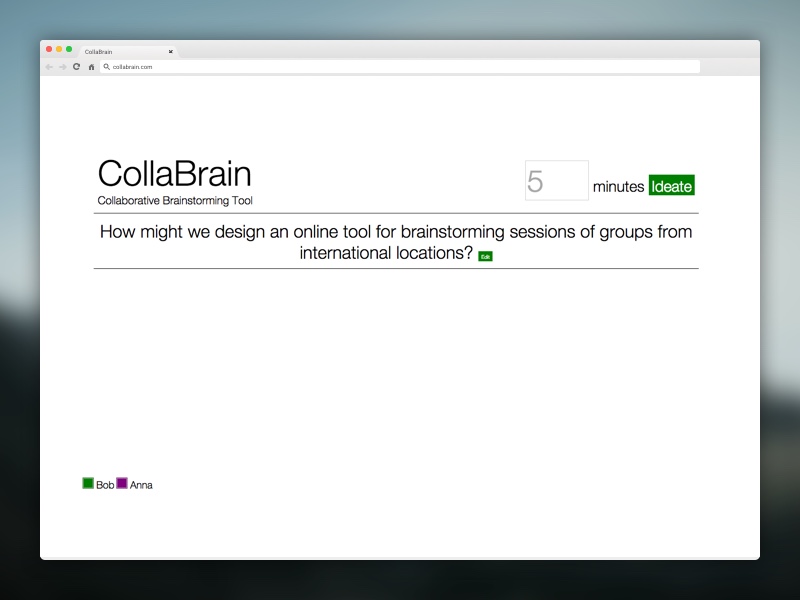 CollaBrain
collabrain.com
CollaBrain
Collaborative Brainstorming Tool
5 minutes Ideate
How might we design an online tool for brainstorming sessions of groups from
international locations? Edit
Bob Anna